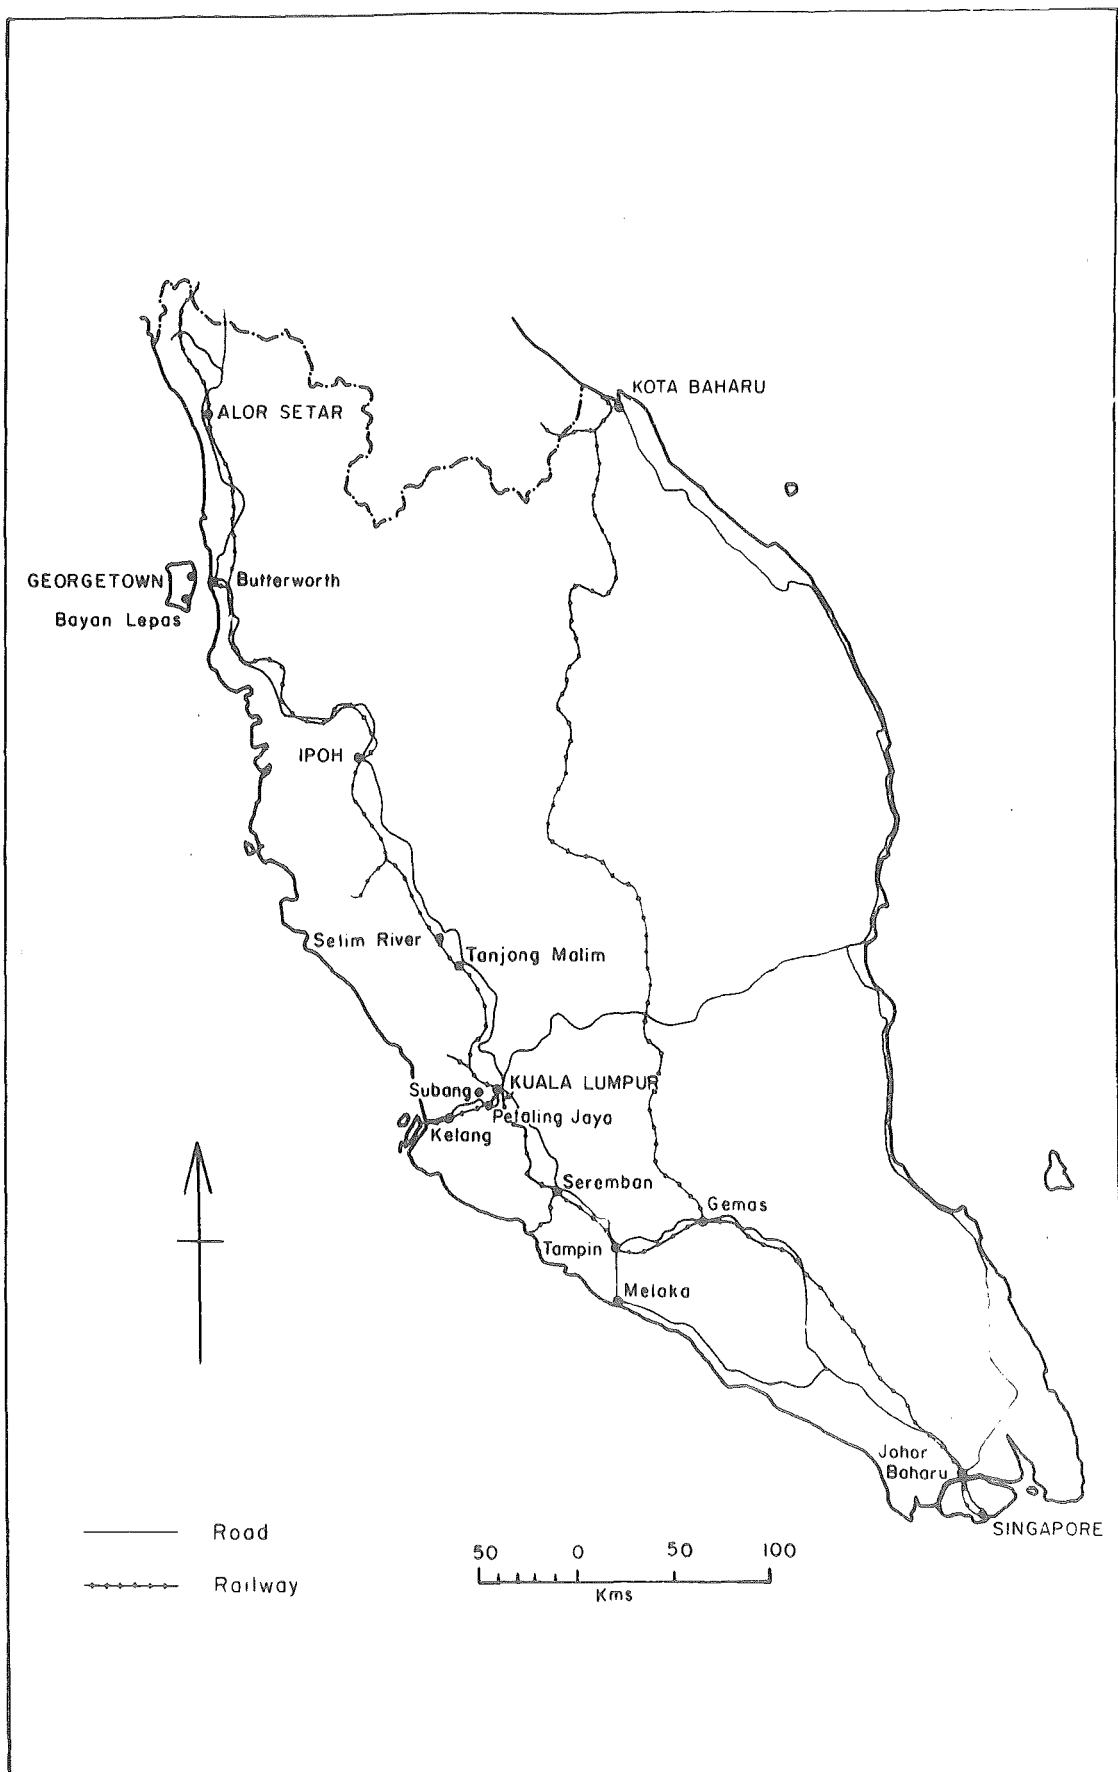 KOTA BAHARU
ALOR SETAR
GEORGETOWN
Butterworth
Bayan Lepas
IPOH
Selim River
Tanjong Malim
KUALA LUMPUR
Subang
Petaling Jaya
Kelang
Seremban
Gemas
Tampin
Melaka
Johor
Baharu
SINGAPORE
Road
Railway
50 0 50 100
Kms